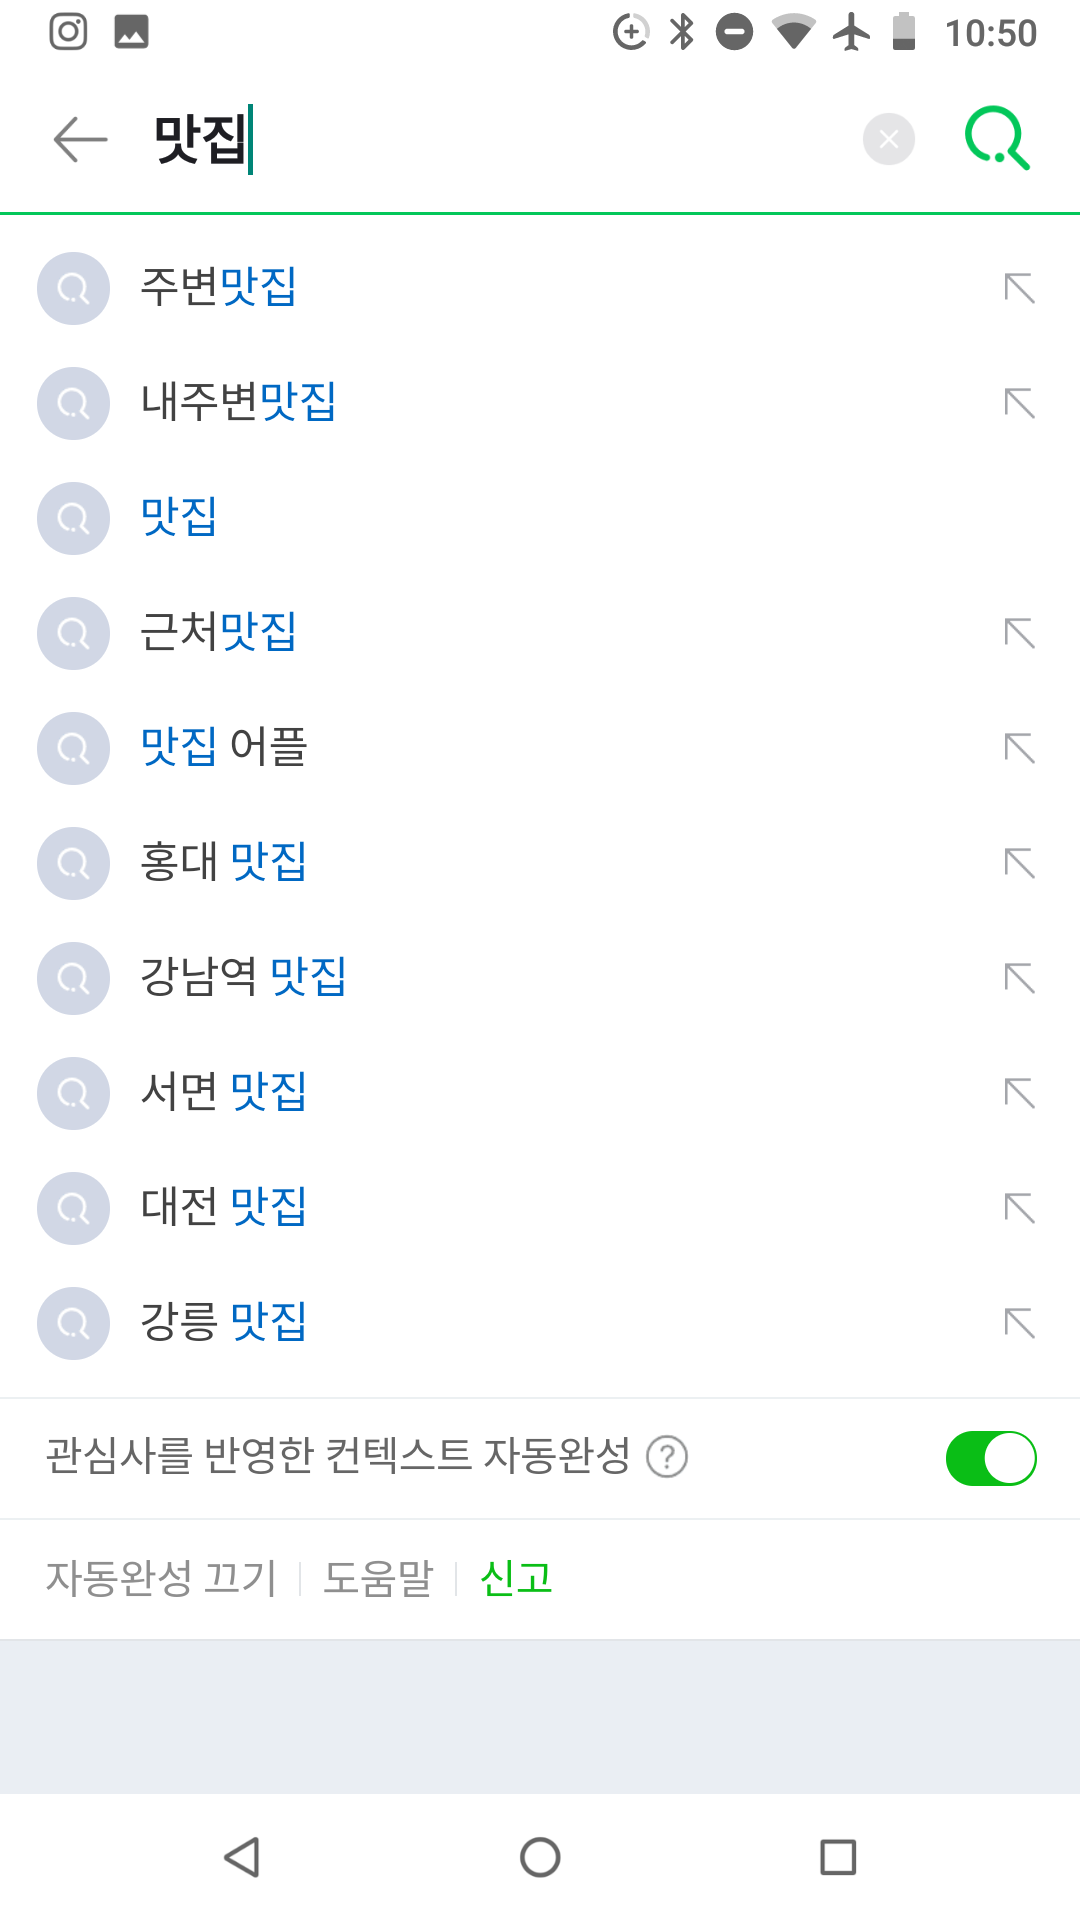 10:50
맛집
주변맛집
내주변맛집
맛집
근처맛집
맛집 어플
홍대 맛집
강남역 맛집
서면 맛집
대전 맛집
강릉 맛집
관심사를 반영한 컨텍스트 자동완성 ?
자동완성 끄기 | 도움말 | 신고